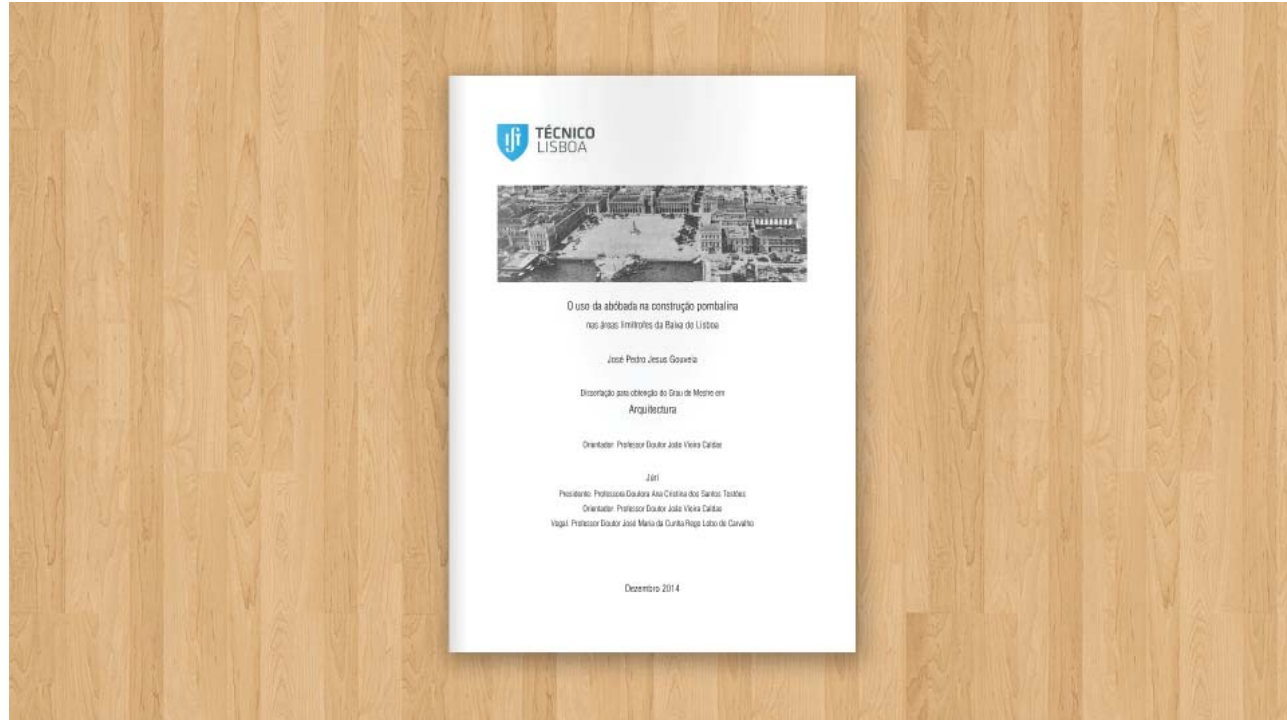 TÉCNICO
LISBOA
O uso da abóbada na construção pombalina
nas áreas limítrofes da Baixa de Lisboa
José Pedro Jesus Gouveia
Dissertação para obtenção do Grau de Mestre em
Arquitectura
Orientador: Professor Doutor João Vieira Caldas
Júri
Presidente: Professora Doutora Ana Cristina dos Santos Tostões
Orientador: Professor Doutor João Vieira Caldas
Vogal: Professor Doutor José Maria da Cunha Rego Lobo de Carvalho
Dezembro 2014